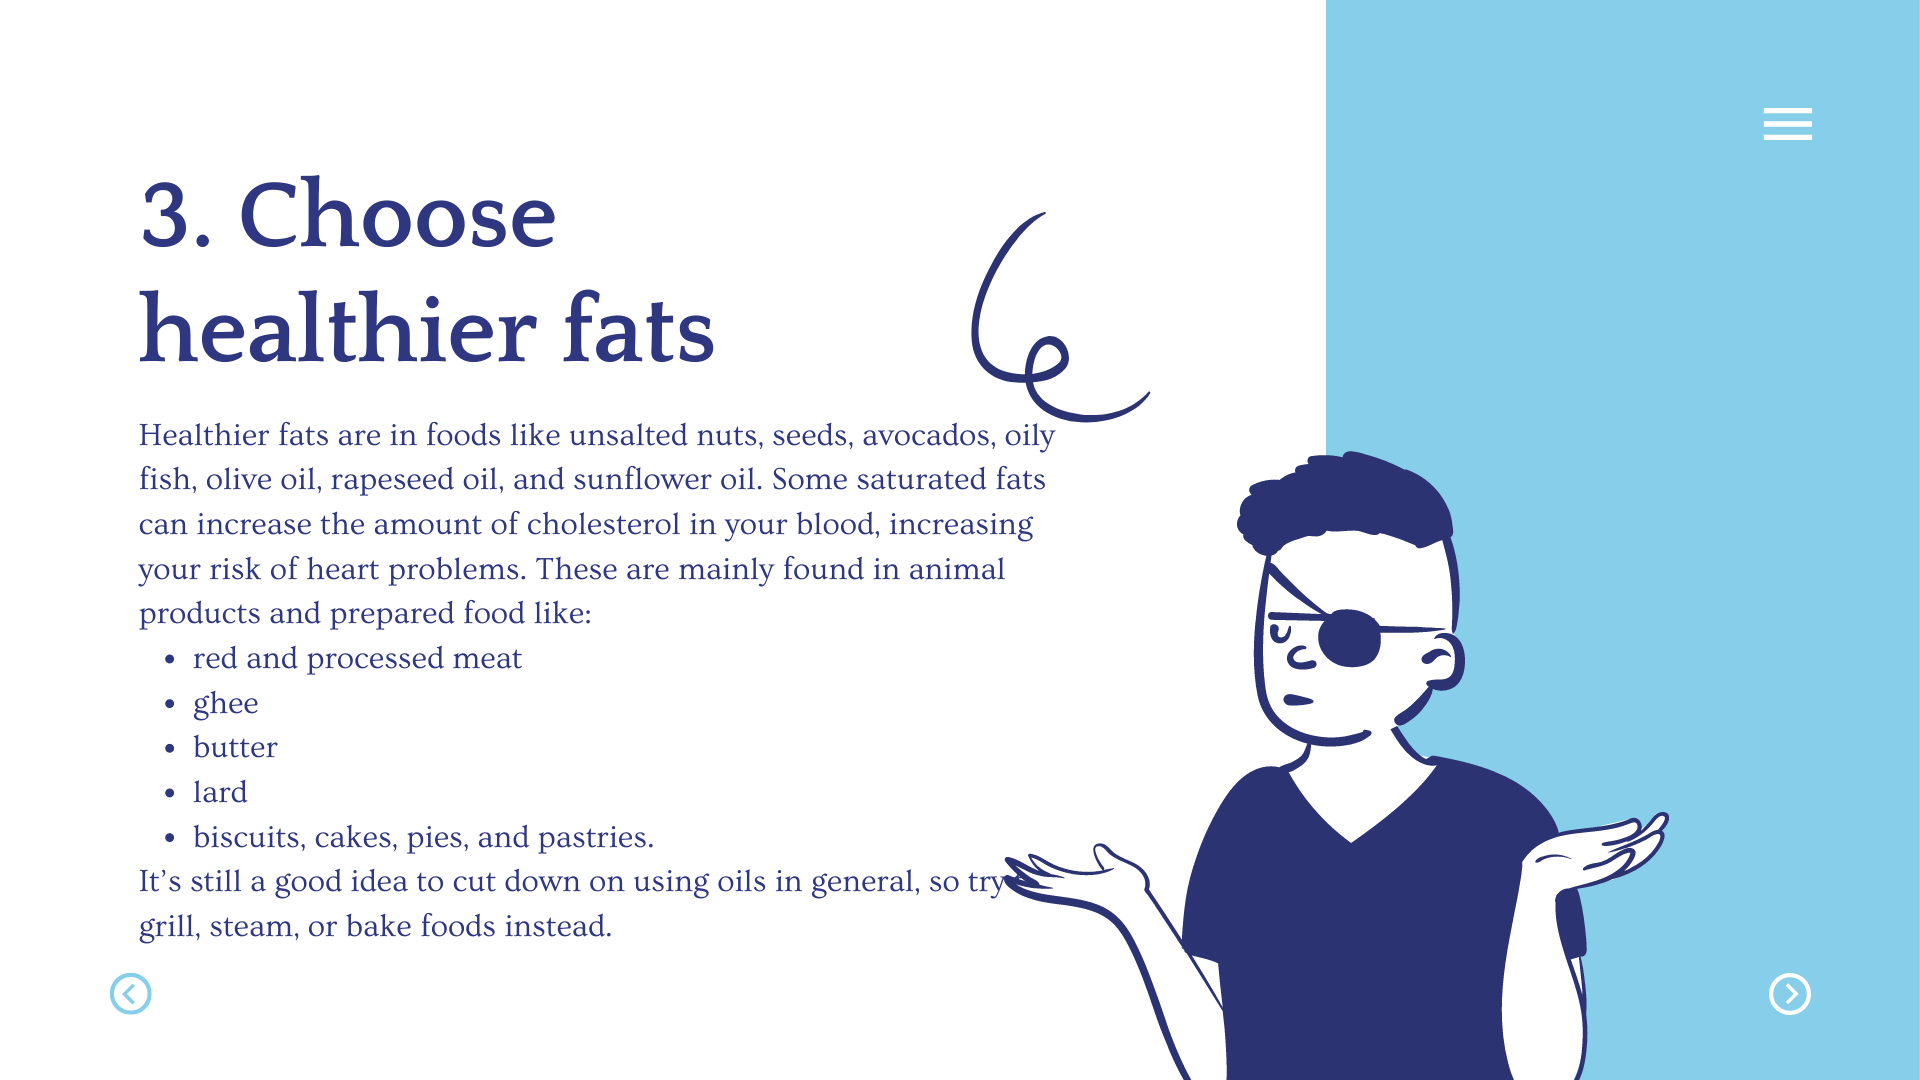 3. Choose
healthier fats
Healthier fats are in foods like unsalted nuts, seeds, avocados, oily
fish, olive oil, rapeseed oil, and sunflower oil. Some saturated fats
can increase the amount of cholesterol in your blood, increasing
your risk of heart problems. These are mainly found in animal
products and prepared food like:
• red and processed meat
• ghee
• butter
• lard
• biscuits, cakes, pies, and pastries.
It’s still a good idea to cut down on using oils in general, so try
grill, steam, or bake foods instead.